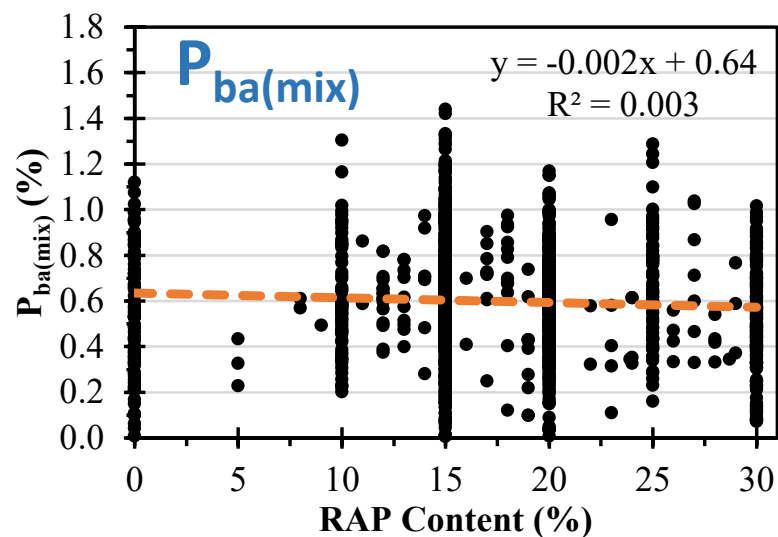 P_ba(mix)
y = -0.002x + 0.64
R² = 0.003
P_ba(mix) (%)
1.8
1.6
1.4
1.2
1.0
0.8
0.6
0.4
0.2
0.0
0 5 10 15 20 25 30
RAP Content (%)